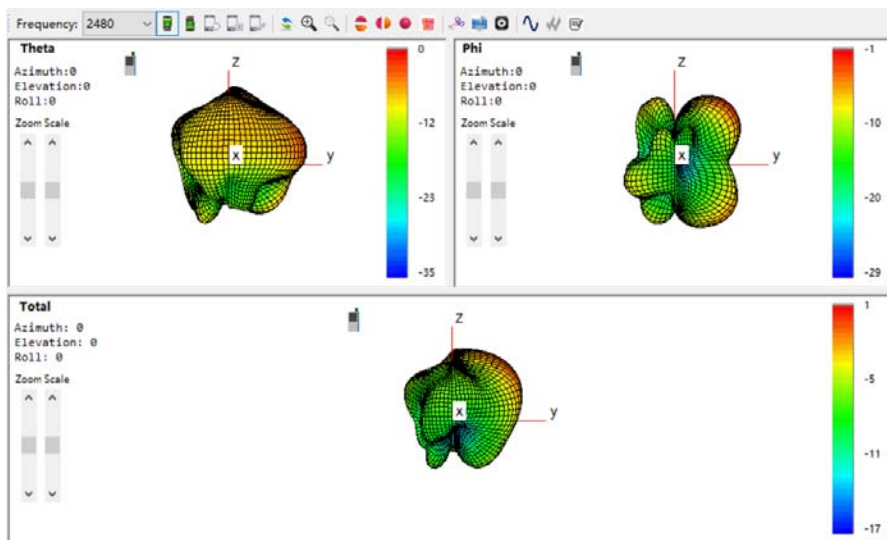 Frequency: 2480
Theta
Azimuth:0
Elevation:0
Roll:0
Zoom Scale
z
x
y
0
-12
-23
-35
Phi
Azimuth:0
Elevation:0
Roll:0
Zoom Scale
z
x
y
-1
-10
-20
-29
Total
Azimuth: 0
Elevation: 0
Roll: 0
Zoom Scale
z
x
y
1
-5
-11
-17